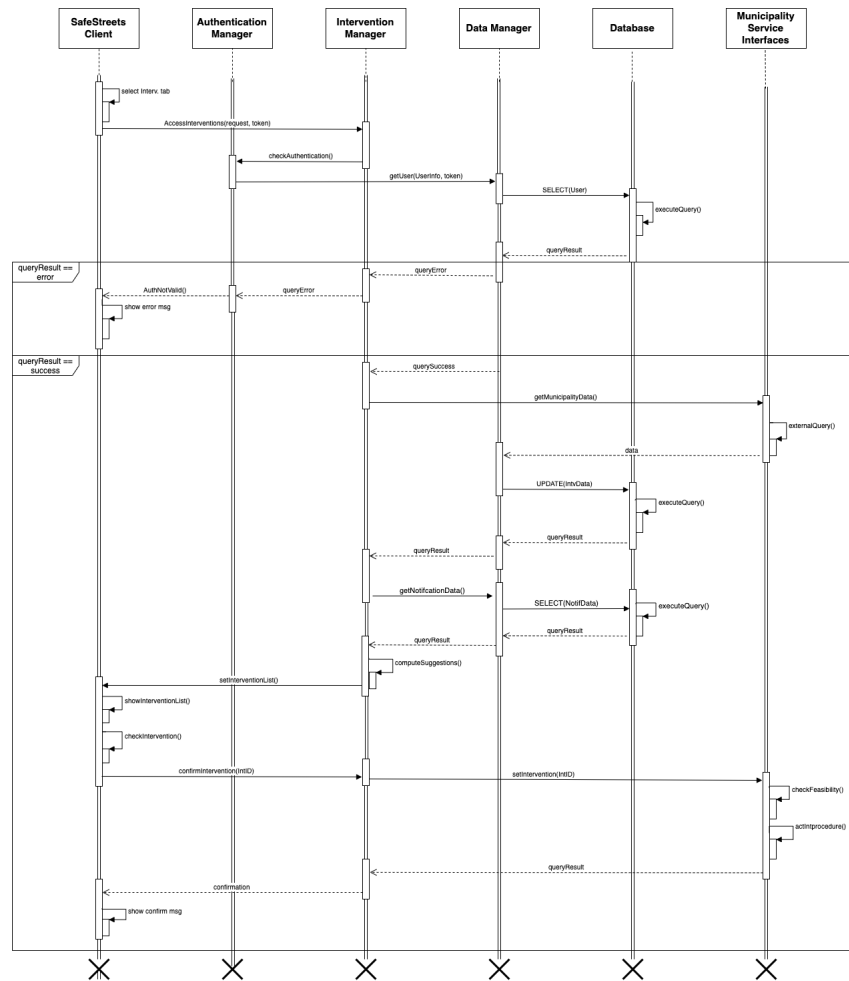 SafeStreets
Client
Authentication
Manager
Intervention
Manager
Data Manager
Database
Municipality
Service
Interfaces
select Interv. tab
AccessInterventions(request, token)
checkAuthentication()
getUser(UserInfo, token)
SELECT(User)
executeQuery()
queryResult
queryResult ==
error
queryError
AuthNotValid()
queryError
show error msg
queryResult ==
success
querySuccess
getMunicipalityData()
externalQuery()
data
UPDATE(IntvData)
executeQuery()
queryResult
queryResult
getNotifcationData()
SELECT(NotifData)
executeQuery()
queryResult
queryResult
computeSuggestions()
setInterventionList()
showInterventionList()
checkIntervention()
confirmIntervention(IntID)
setIntervention(IntID)
checkFeasibility()
actIntprocedure()
queryResult
confirmation
show confirm msg